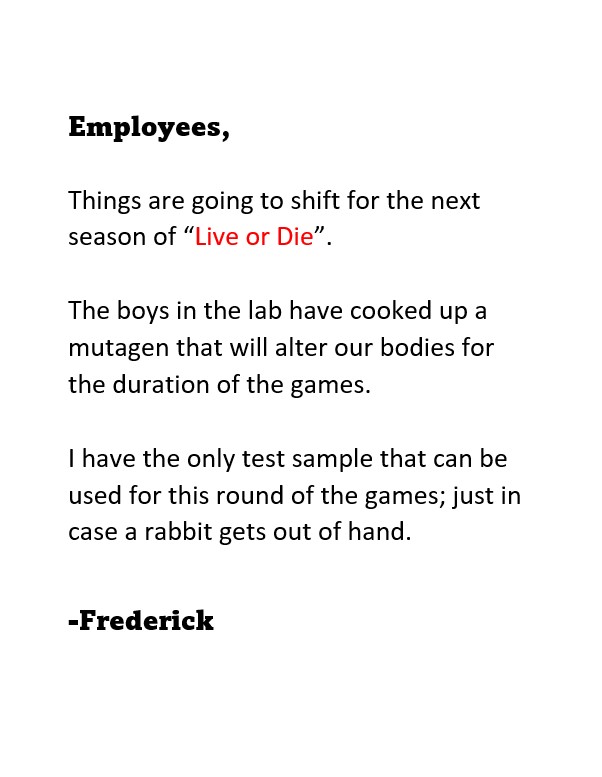 Employees,
Things are going to shift for the next
season of “Live or Die”.
The boys in the lab have cooked up a
mutagen that will alter our bodies for
the duration of the games.
I have the only test sample that can be
used for this round of the games; just in
case a rabbit gets out of hand.
-Frederick